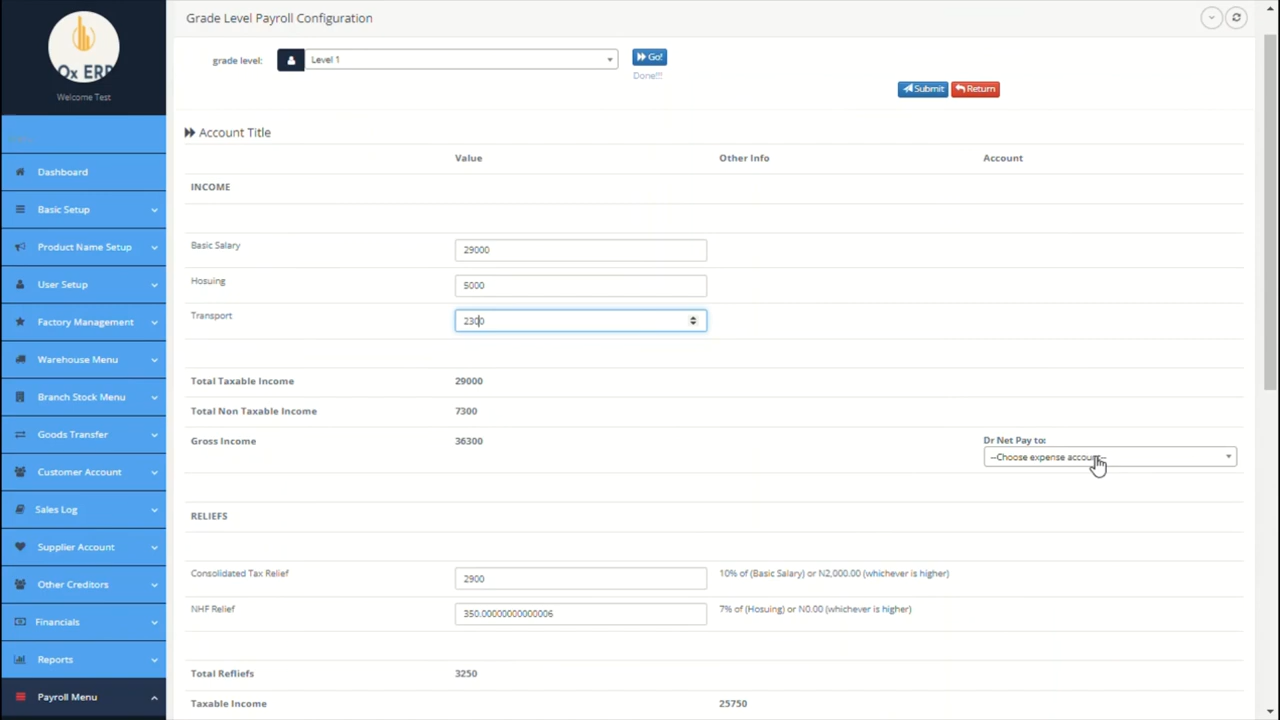 Grade Level Payroll Configuration
Ox ERP
Welcome Test
grade level:
Level 1
Go!
Done!!!
Submit
Return
Account Title
Value Other Info Account
INCOME
Basic Salary 29000
Hosuing 5000
Transport 2300
Total Taxable Income 29000
Total Non Taxable Income 7300
Gross Income 36300
Dr Net Pay to:
--Choose expense account--
RELIEFS
Consolidated Tax Relief 2900 10% of (Basic Salary) or N2,000.00 (whichever is higher)
NHF Relief 350.00000000000006 7% of (Hosuing) or N0.00 (whichever is higher)
Total Refliefs 3250
Taxable Income 25750
Dashboard
Basic Setup
Product Name Setup
User Setup
Factory Management
Warehouse Menu
Branch Stock Menu
Goods Transfer
Customer Account
Sales Log
Supplier Account
Other Creditors
Financials
Reports
Payroll Menu